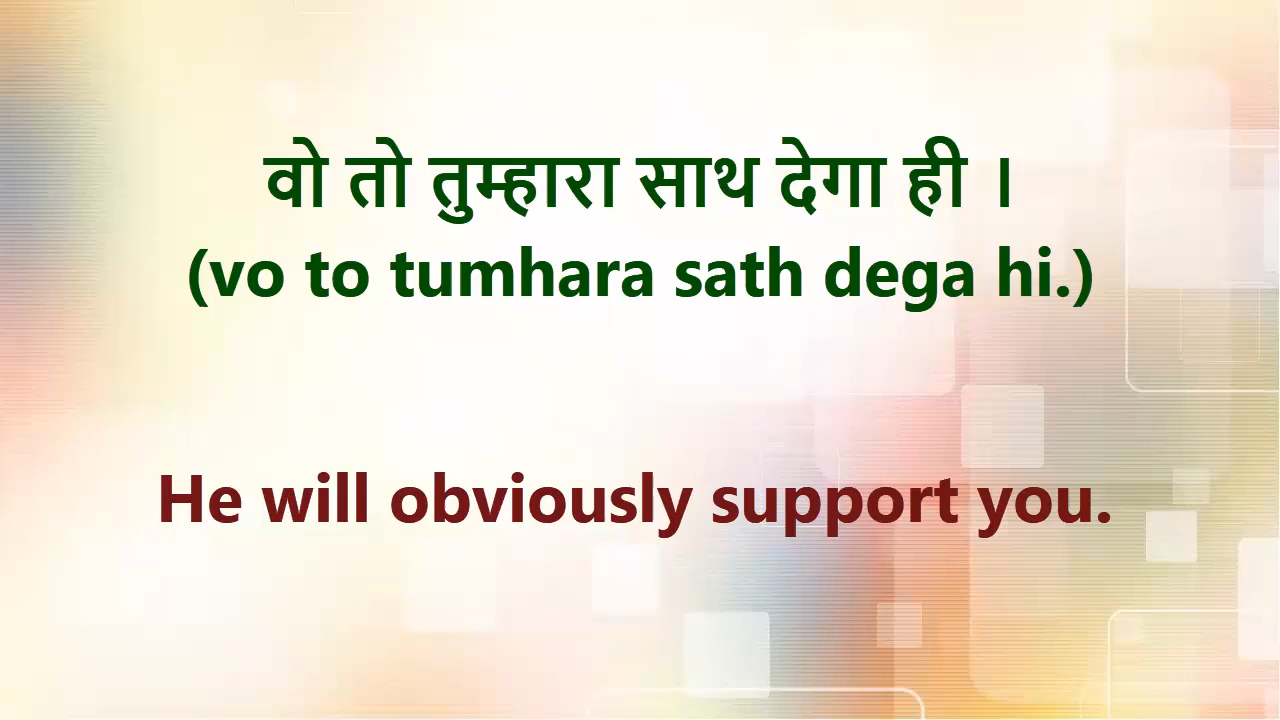 वो तो तुम्हारा साथ देगा ही ।
(vo to tumhara sath dega hi.)
He will obviously support you.